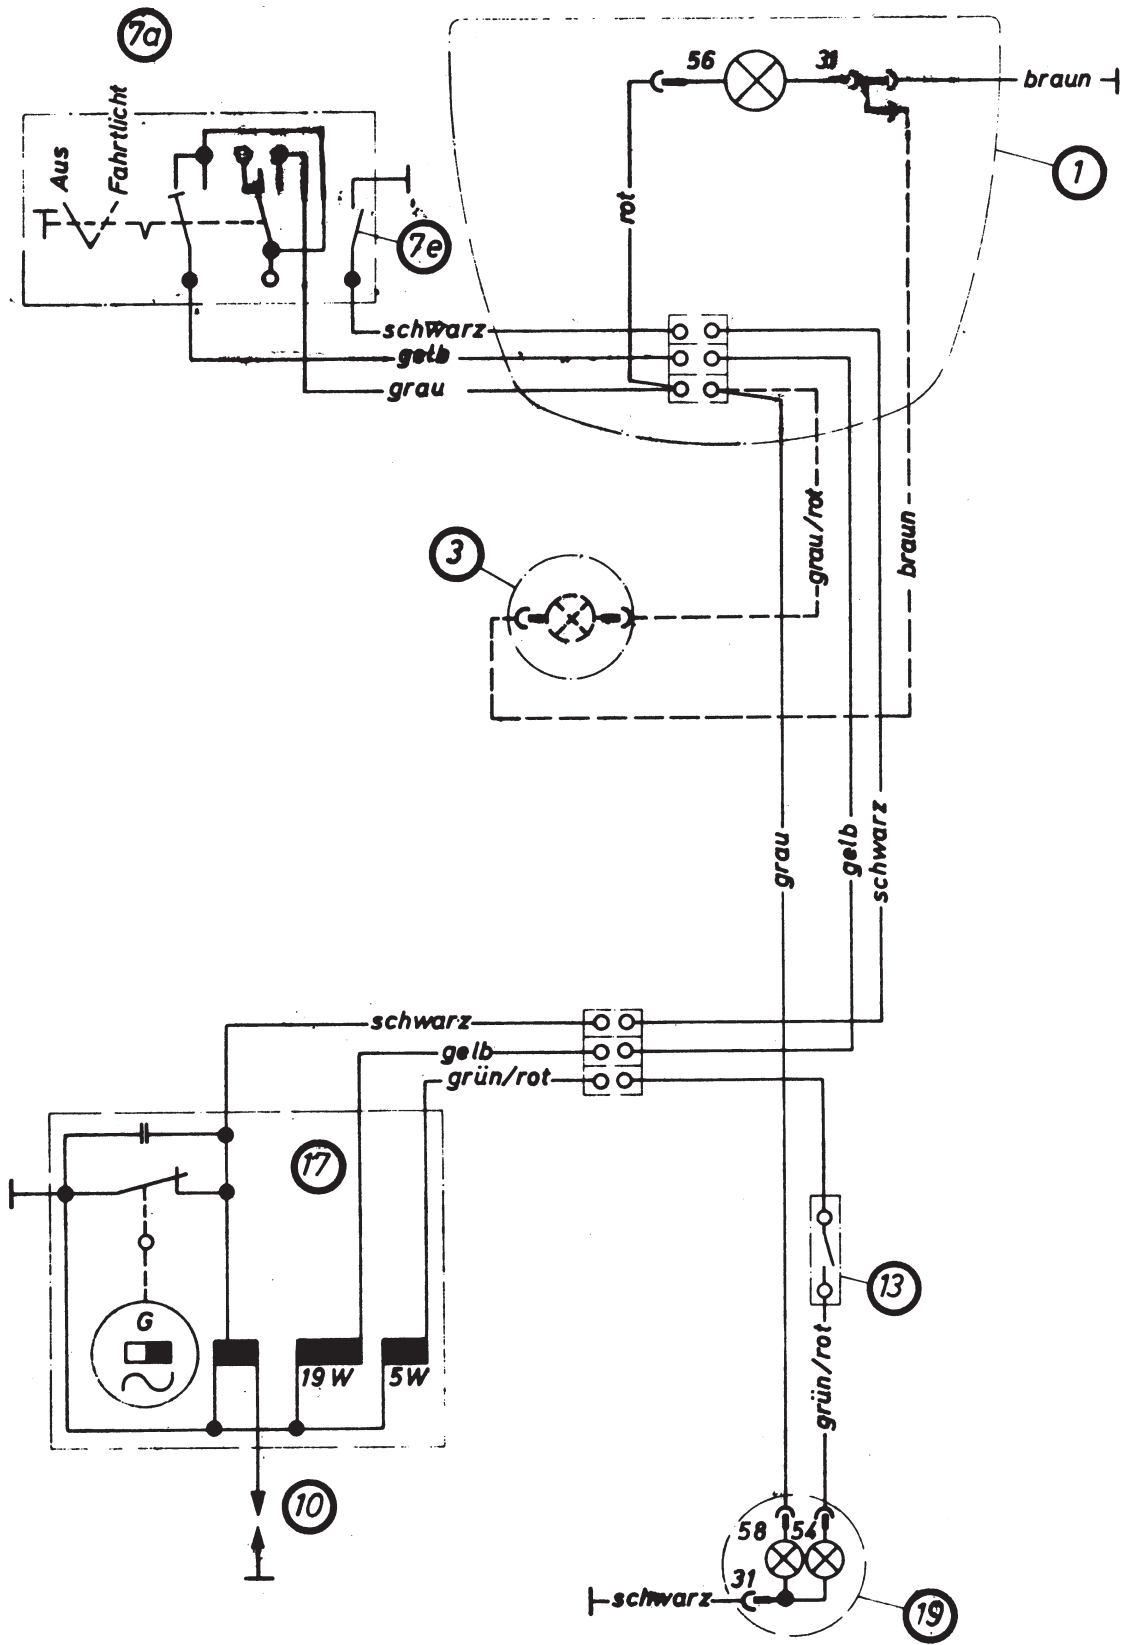 7a
Aus
Fahrtlicht
7e
56
31
braun
1
rot
schwarz
gelb
grau
3
grau/rot
braun
grau
gelb
schwarz
schwarz
gelb
grün/rot
17
G
19 W
5 W
10
13
grün/rot
58
54
31
schwarz
19